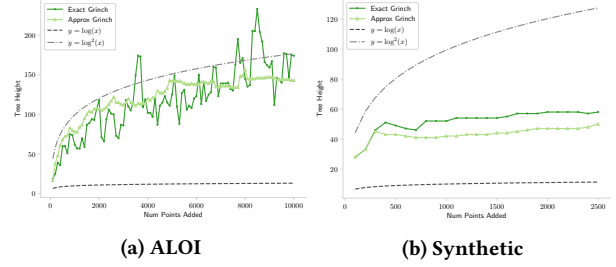 Exact Grinch
Approx Grinch
y = log(x)
y = log²(x)
200
150
100
50
0
Tree Height
0 2000 4000 6000 8000 10000
Num Points Added
(a) ALOI
Exact Grinch
Approx Grinch
y = log(x)
y = log²(x)
120
100
80
60
40
20
Tree Height
0 500 1000 1500 2000 2500
Num Points Added
(b) Synthetic